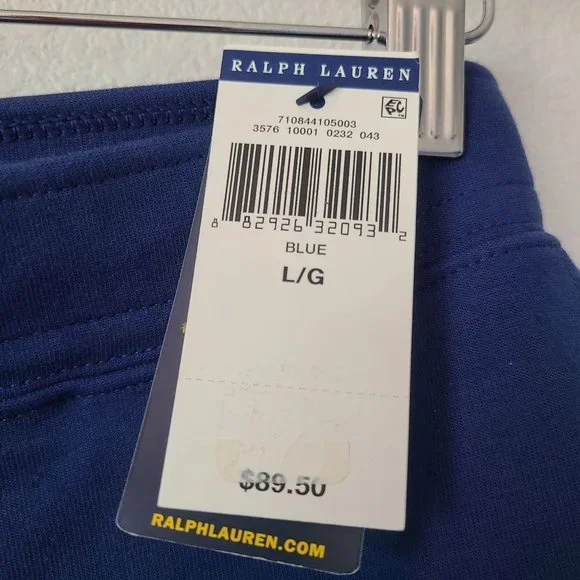 RALPH LAUREN
710844105003
3576 10001 0232 043
8 82926 32093 2
BLUE
L/G
$89.50
RALPHLAUREN.COM